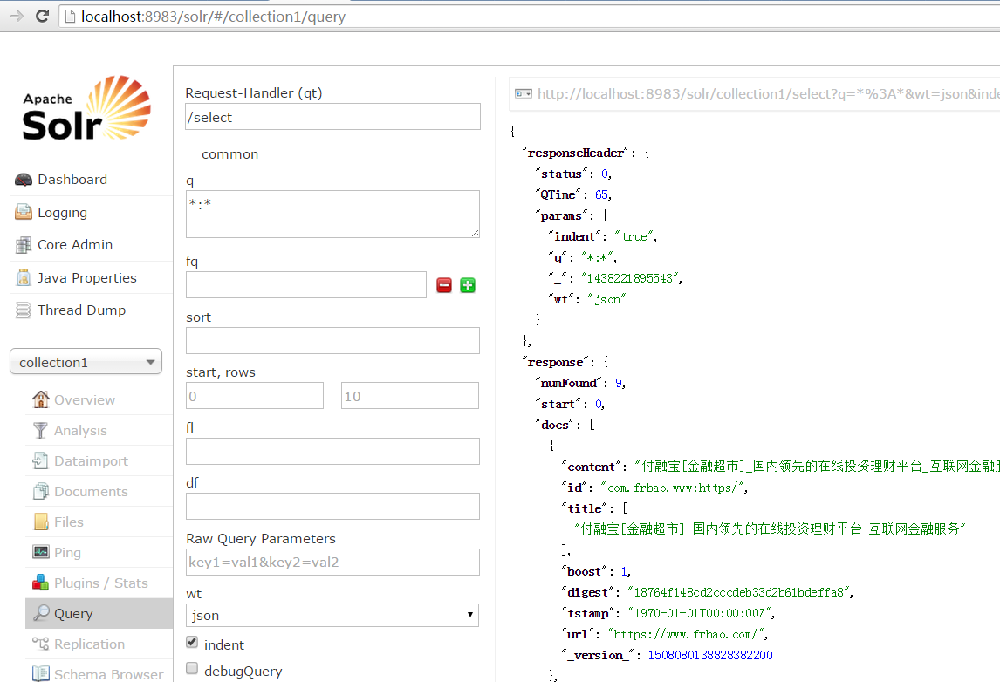 localhost:8983/solr/#/collection1/query
Apache
Solr
Dashboard
Logging
Core Admin
Java Properties
Thread Dump
collection1
Overview
Analysis
Dataimport
Documents
Files
Ping
Plugins / Stats
Query
Replication
Schema Browser
Request-Handler (qt)
/select
common
q
*:*
fq
sort
start, rows
0 10
fl
df
Raw Query Parameters
key1=val1&key2=val2
wt
json
indent
debugQuery
http://localhost:8983/solr/collection1/select?q=*%3A*&wt=json&inde
{
"responseHeader": {
"status": 0,
"QTime": 65,
"params": {
"indent": "true",
"q": "*:*",
"_": "1438221895543",
"wt": "json"
}
},
"response": {
"numFound": 9,
"start": 0,
"docs": [
{
"content": "付融宝[金融超市]_国内领先的在线投资理财平台_互联网金融服
"id": "com.frbao.www:https/",
"title": [
"付融宝[金融超市]_国内领先的在线投资理财平台_互联网金融服务"
],
"boost": 1,
"digest": "18764f148cd2cccdeb33d2b61bdeffa8",
"tstamp": "1970-01-01T00:00:00Z",
"url": "https://www.frbao.com/",
"_version_": 1508080138828382200
},